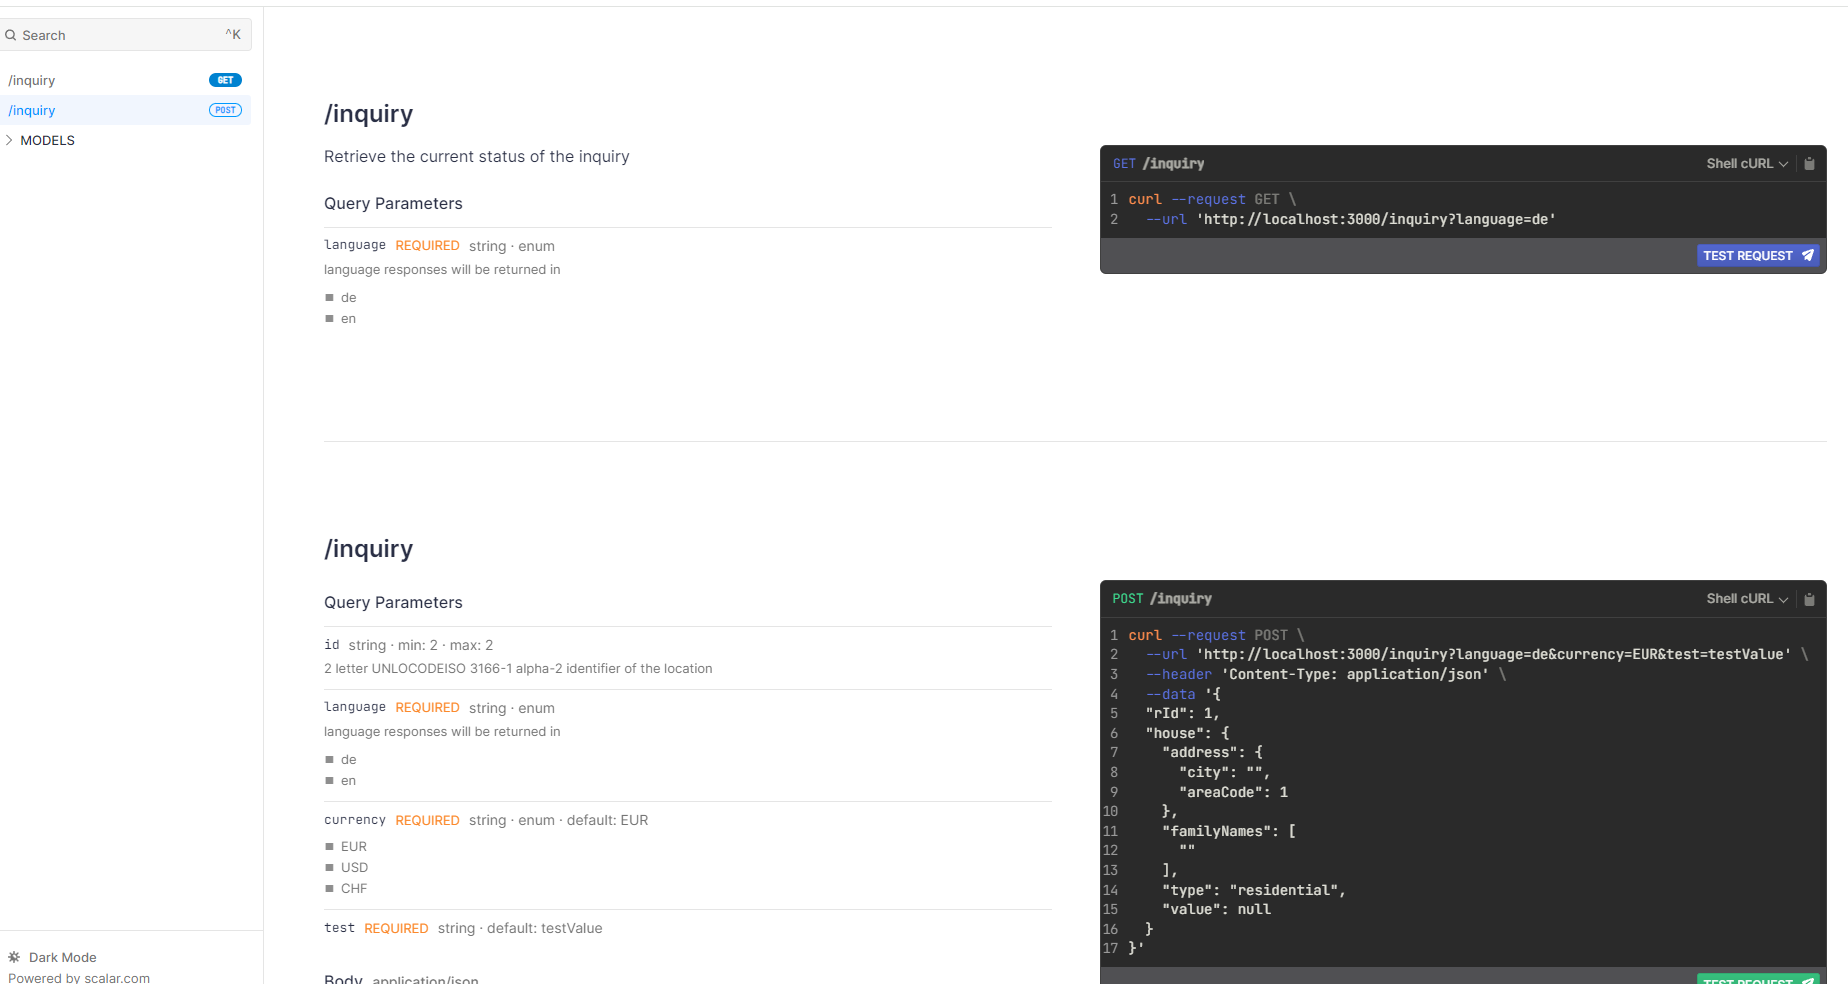 Search ^K
/inquiry GET
/inquiry POST
MODELS
/inquiry
Retrieve the current status of the inquiry
Query Parameters
language REQUIRED string · enum
language responses will be returned in
de
en
GET /inquiry Shell cURL
1 curl --request GET \
2 --url 'http://localhost:3000/inquiry?language=de'
TEST REQUEST
/inquiry
Query Parameters
id string · min: 2 · max: 2
2 letter UNLOCODEISO 3166-1 alpha-2 identifier of the location
language REQUIRED string · enum
language responses will be returned in
de
en
currency REQUIRED string · enum · default: EUR
EUR
USD
CHF
test REQUIRED string · default: testValue
Body application/json
POST /inquiry Shell cURL
1 curl --request POST \
2 --url 'http://localhost:3000/inquiry?language=de&currency=EUR&test=testValue' \
3 --header 'Content-Type: application/json' \
4 --data '{
5 "rId": 1,
6 "house": {
7 "address": {
8 "city": "",
9 "areaCode": 1
10 },
11 "familyNames": [
12 ""
13 ],
14 "type": "residential",
15 "value": null
16 }
17 }'
TEST REQUEST
Dark Mode
Powered by scalar.com